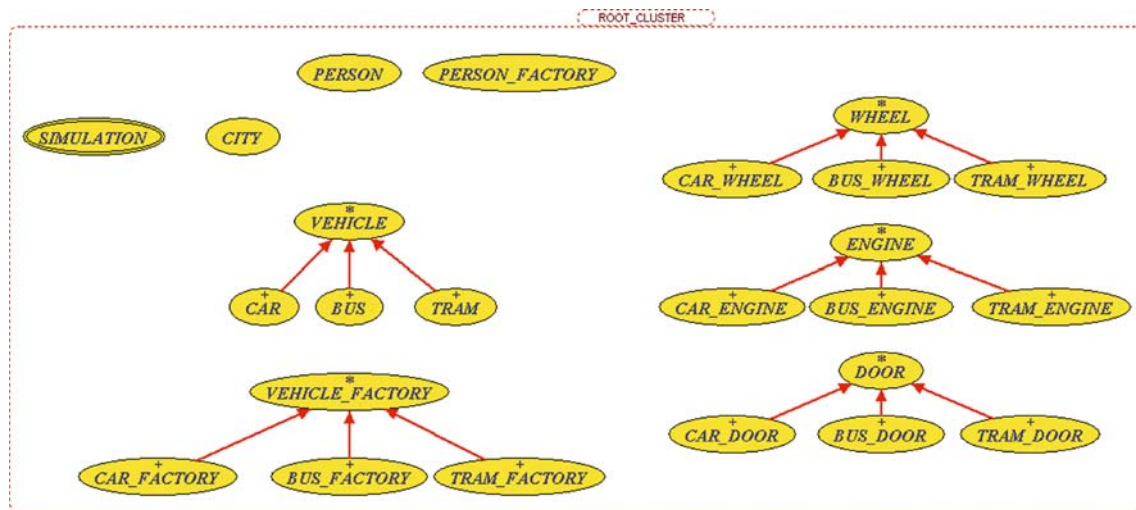 ROOT_CLUSTER
PERSON
PERSON_FACTORY
SIMULATION
CITY
*
WHEEL
+
CAR_WHEEL
+
BUS_WHEEL
+
TRAM_WHEEL
*
VEHICLE
+
CAR
+
BUS
+
TRAM
*
ENGINE
+
CAR_ENGINE
+
BUS_ENGINE
+
TRAM_ENGINE
*
VEHICLE_FACTORY
+
CAR_FACTORY
+
BUS_FACTORY
+
TRAM_FACTORY
*
DOOR
+
CAR_DOOR
+
BUS_DOOR
+
TRAM_DOOR